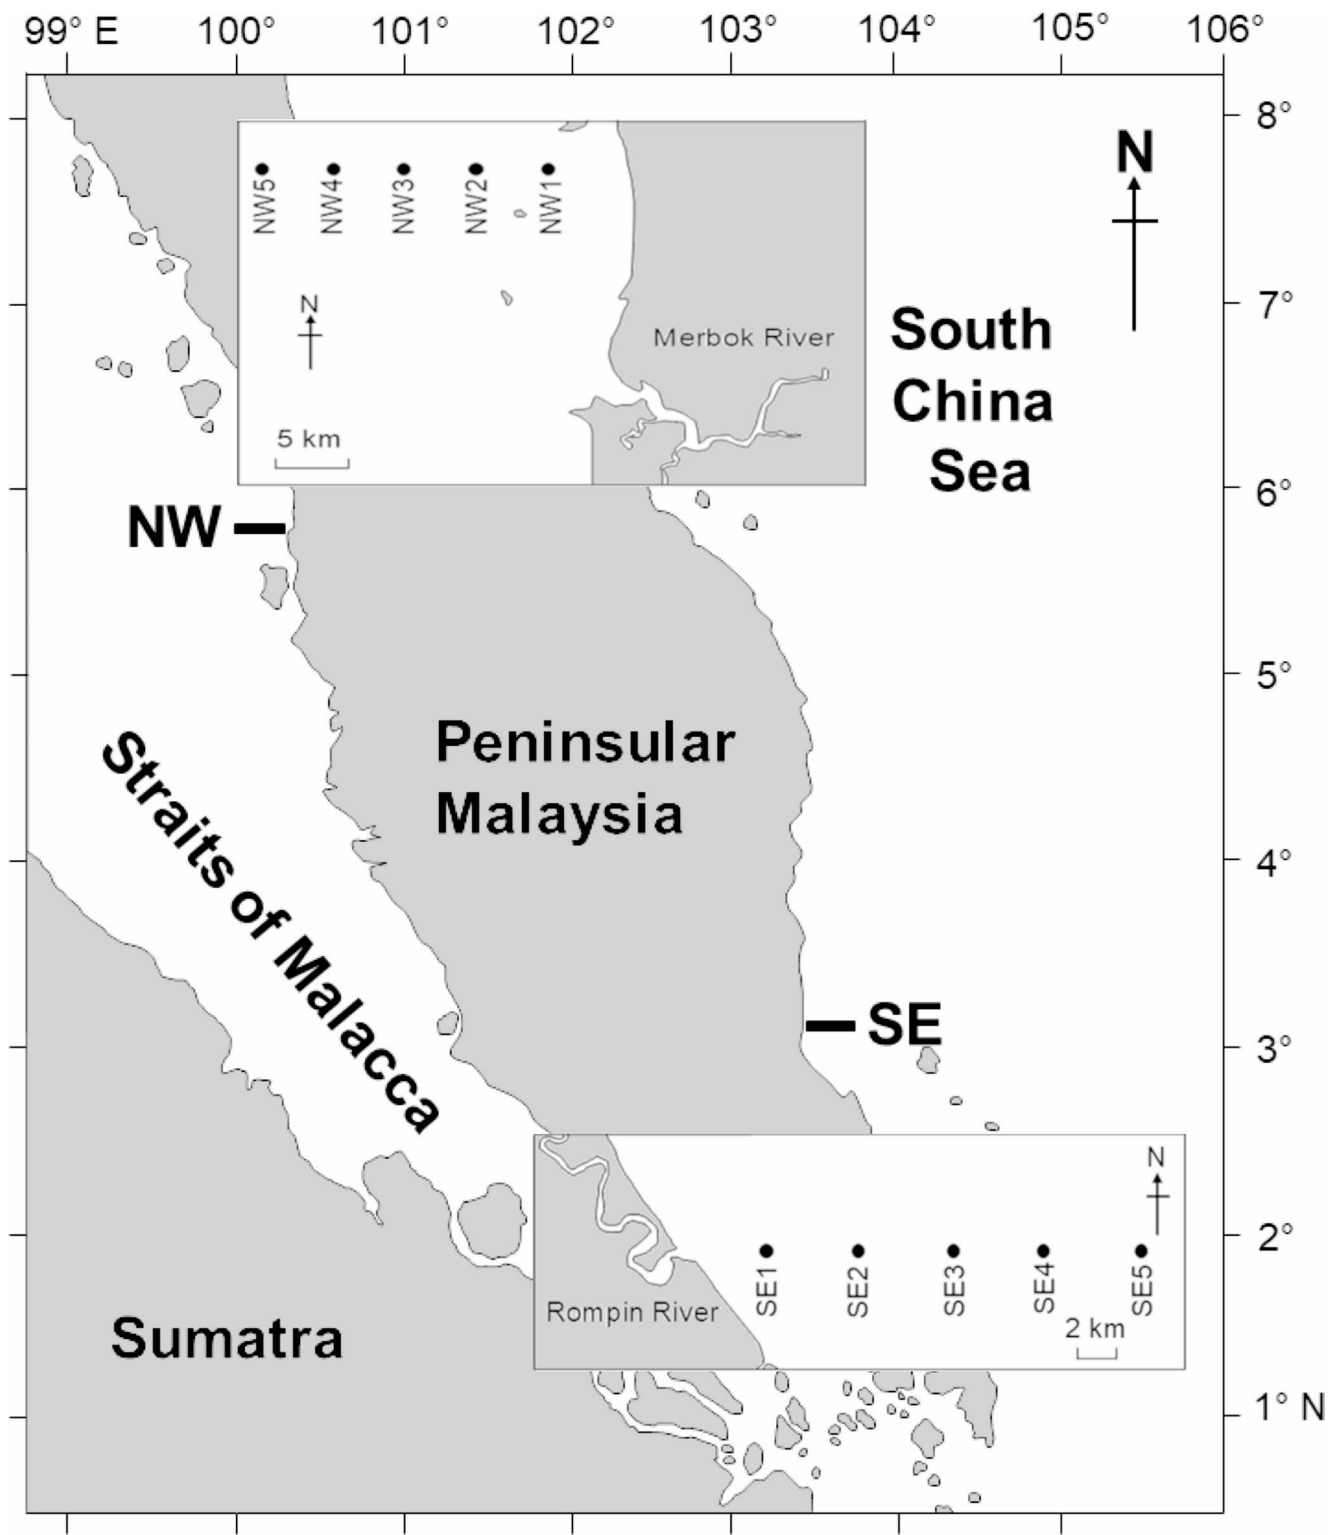 99° E 100° 101° 102° 103° 104° 105° 106°
8°
N
NW5 NW4 NW3 NW2 NW1
7°
N
South
China
Sea
Merbok River
5 km
6°
NW
5°
Peninsular
Malaysia
Straits of Malacca
4°
SE
3°
N
2°
SE1 SE2 SE3 SE4 SE5
Rompin River
2 km
Sumatra
1° N